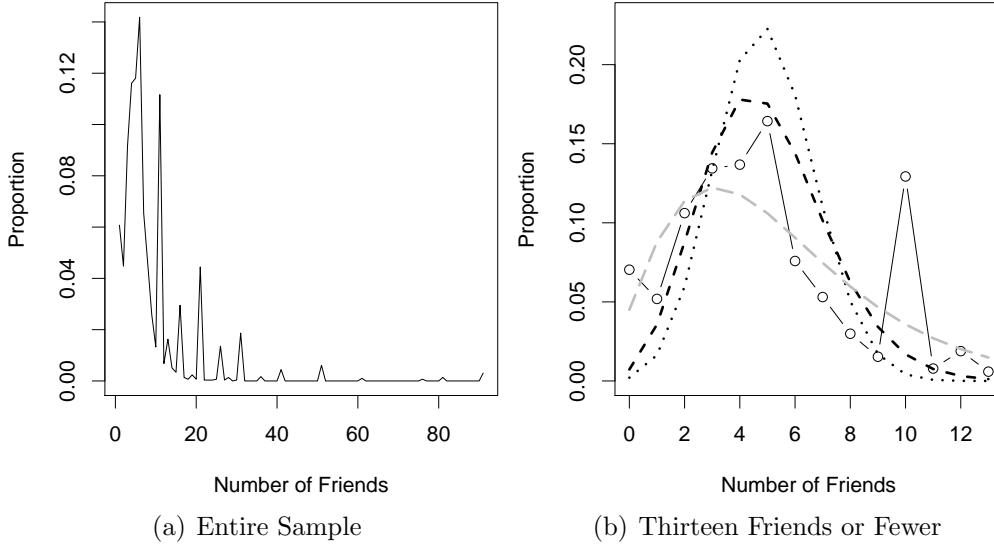 0.12
0.08
0.04
0.00
Proportion
0 20 40 60 80
Number of Friends
(a) Entire Sample
0.20
0.15
0.10
0.05
0.00
Proportion
0 2 4 6 8 10 12
Number of Friends
(b) Thirteen Friends or Fewer